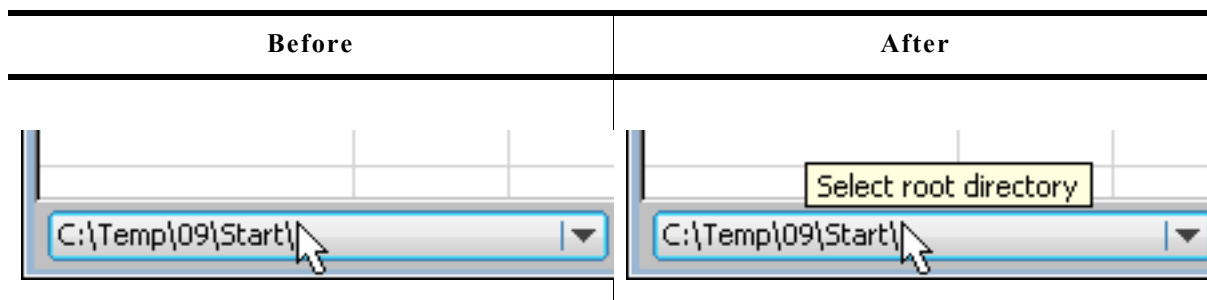 Before
After
Select root directory
C:\Temp\09\Start\
C:\Temp\09\Start\